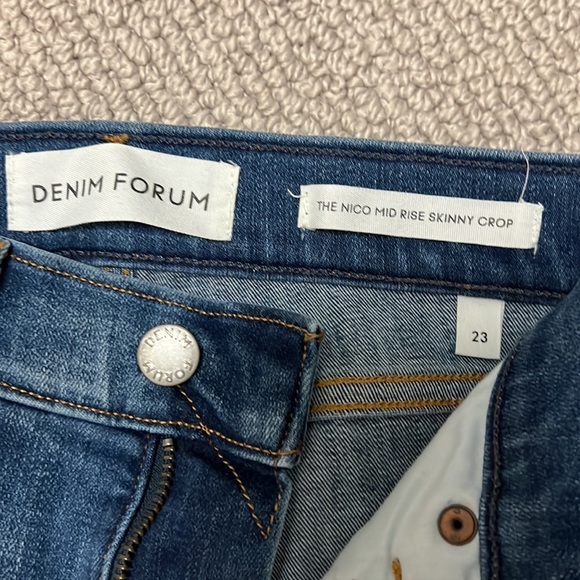 DENIM FORUM
THE NICO MID RISE SKINNY CROP
23
DENIM FORUM